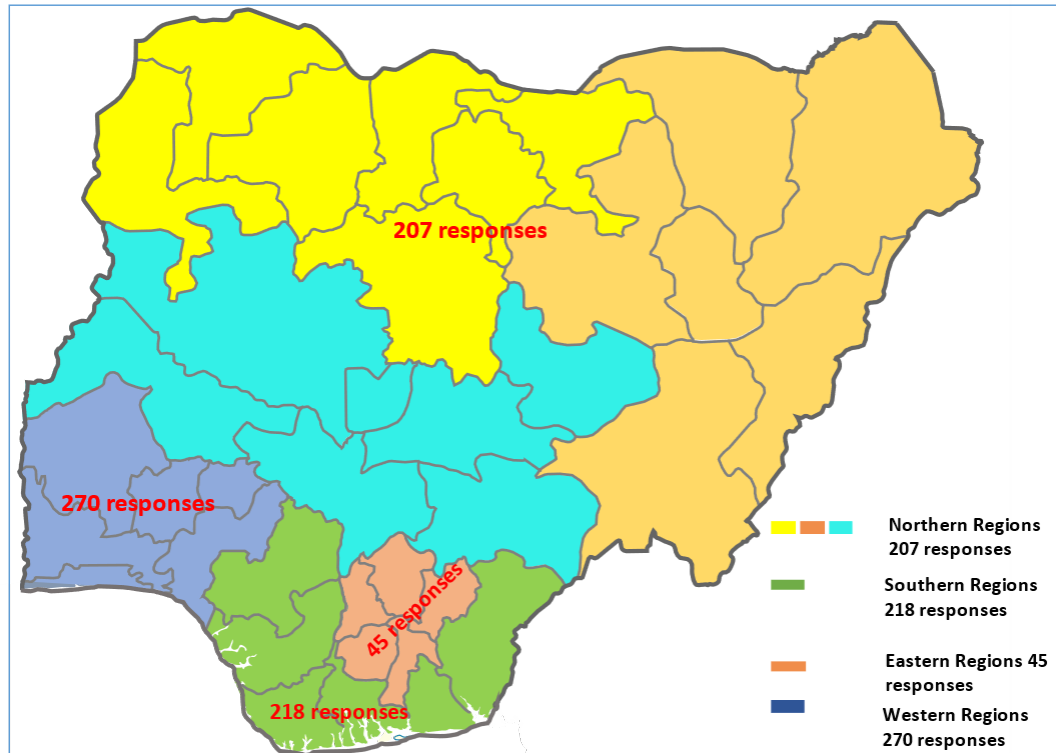 207 responses
270 responses
45 responses
218 responses
Northern Regions
207 responses
Southern Regions
218 responses
Eastern Regions 45
responses
Western Regions
270 responses